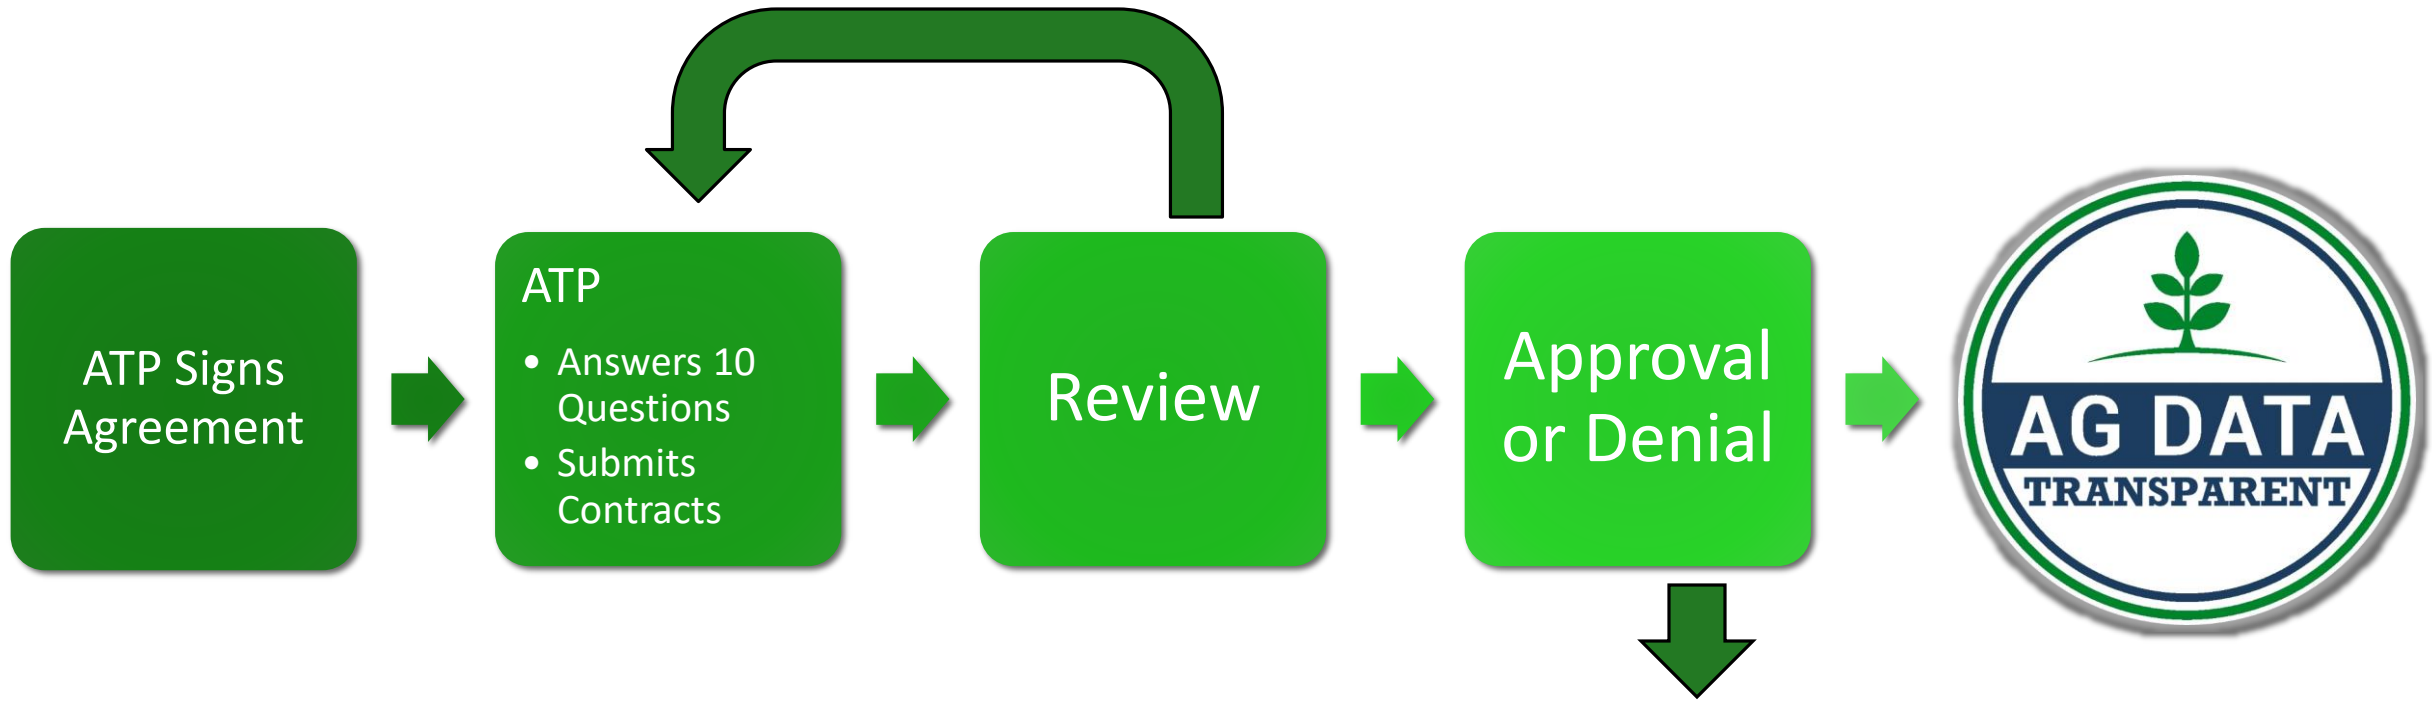 ATP Signs
Agreement
ATP
• Answers 10
Questions
• Submits
Contracts
Review
Approval
or Denial
AG DATA
TRANSPARENT